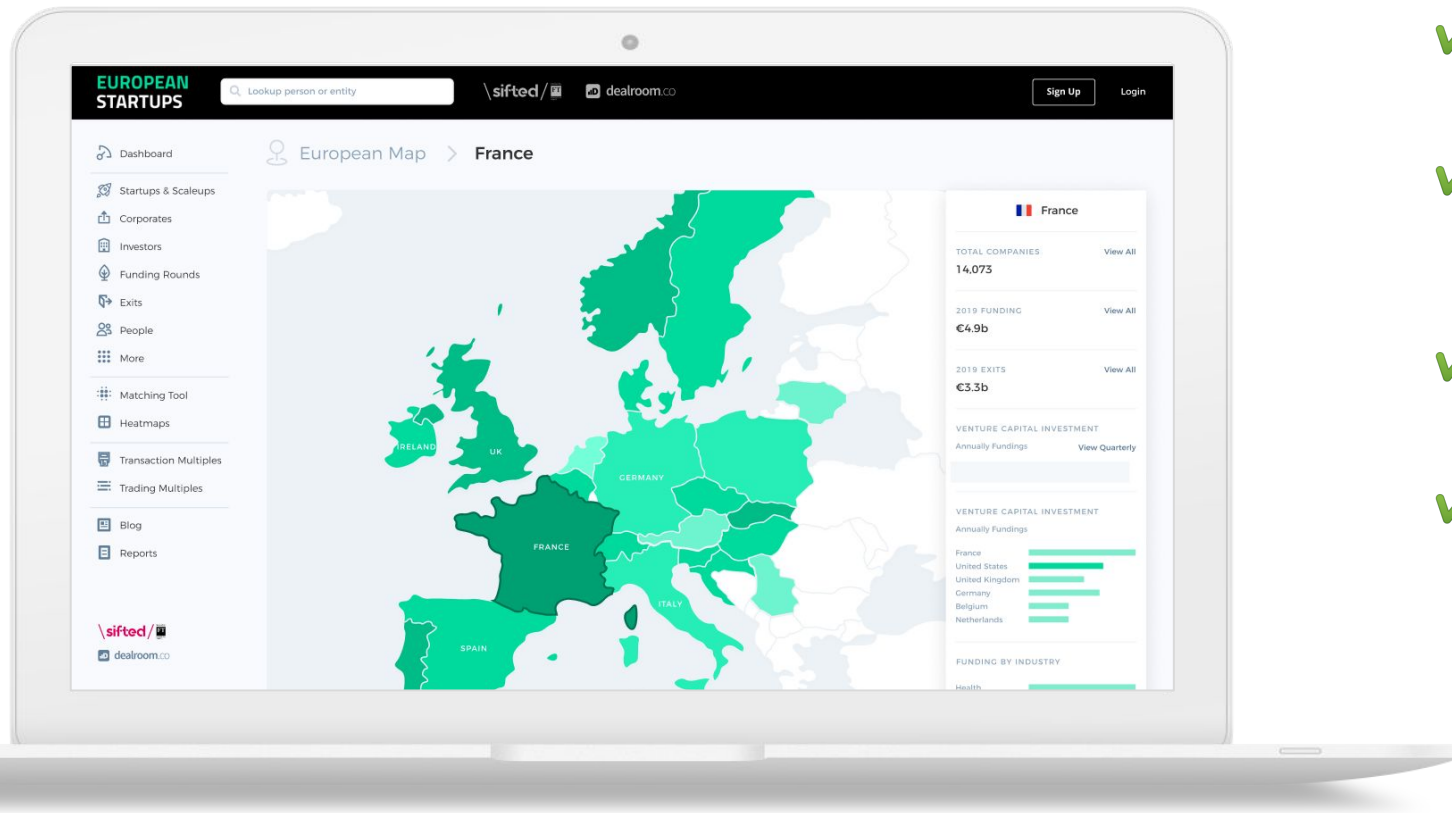 EUROPEAN
STARTUPS
Lookup person or entity
\sifted/
dealroom.co
Sign Up
Login
Dashboard
Startups & Scaleups
Corporates
Investors
Funding Rounds
Exits
People
More
Matching Tool
Heatmaps
Transaction Multiples
Trading Multiples
Blog
Reports
\sifted/
dealroom.co
European Map > France
IRELAND
UK
GERMANY
FRANCE
ITALY
SPAIN
France
TOTAL COMPANIES View All
14,073
2019 FUNDING View All
€4.9b
2019 EXITS View All
€3.3b
VENTURE CAPITAL INVESTMENT
Annually Fundings View Quarterly
VENTURE CAPITAL INVESTMENT
Annually Fundings
France
United States
United Kingdom
Germany
Belgium
Netherlands
FUNDING BY INDUSTRY
Health